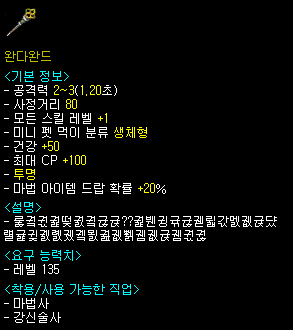 완다완드
<기본 정보>
- 공격력 2~3(1.20초)
- 사정거리 80
- 모든 스킬 레벨 +1
- 미니 펫 먹이 분류 생체형
- 건강 +50
- 최대 CP +100
- 투명
- 마법 아이템 드랍 확률 +20%
<설명>
<요구 능력치>
- 레벨 135
<착용/사용 가능한 직업>
- 마법사
- 강신술사